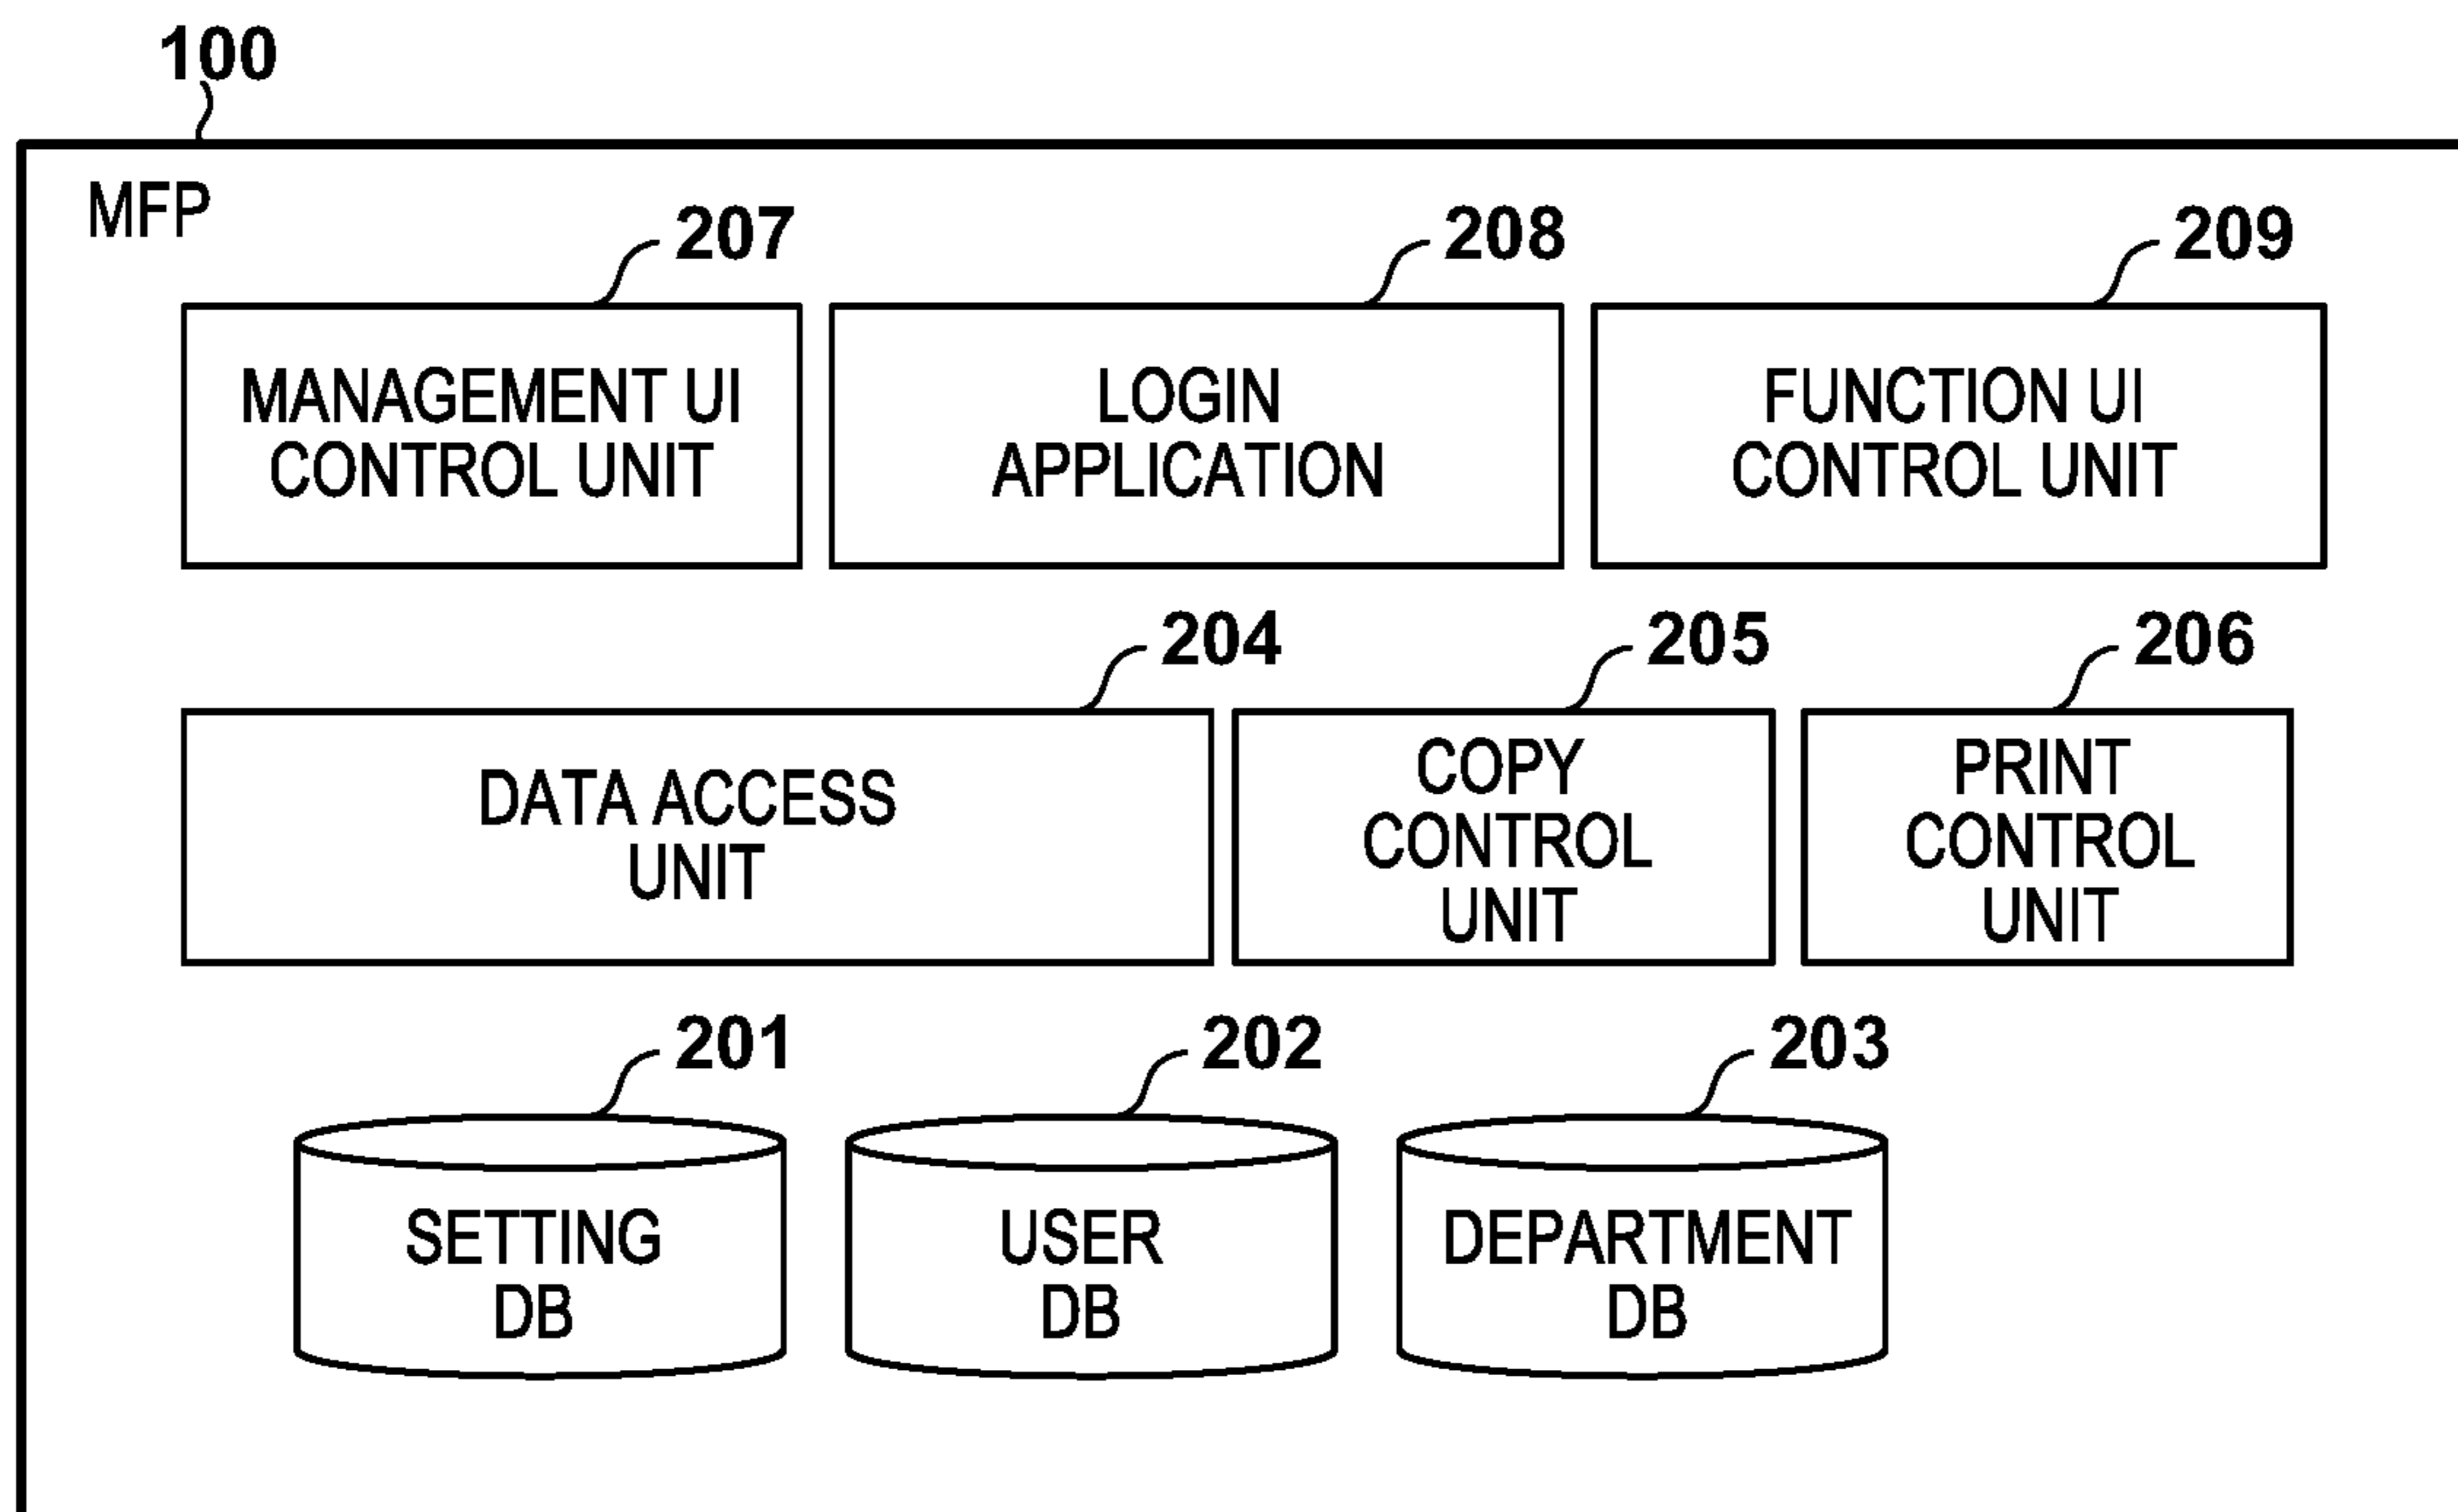 100
MFP
207
208
209
MANAGEMENT UI
CONTROL UNIT
LOGIN
APPLICATION
FUNCTION UI
CONTROL UNIT
204
205
206
DATA ACCESS
UNIT
COPY
CONTROL
UNIT
PRINT
CONTROL
UNIT
201
202
203
SETTING
DB
USER
DB
DEPARTMENT
DB